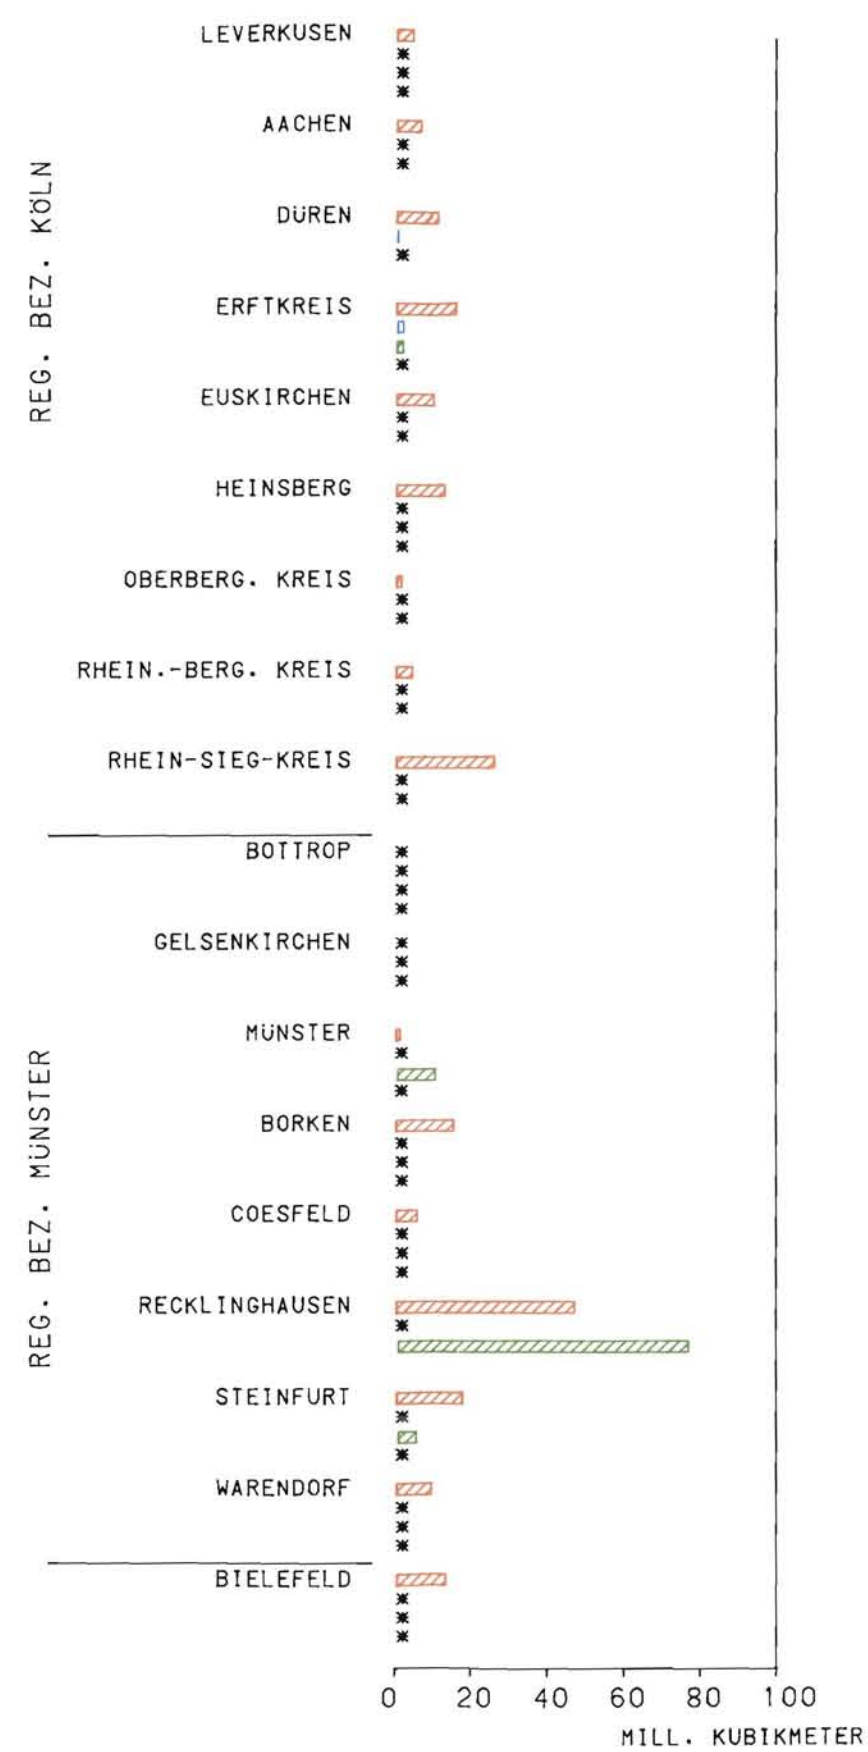 REG. BEZ. KÖLN
LEVERKUSEN
*
*
*
AACHEN
*
*
DÜREN
*
ERFTKREIS
*
EUSKIRCHEN
*
*
HEINSBERG
*
*
*
OBERBERG. KREIS
*
*
RHEIN.-BERG. KREIS
*
*
RHEIN-SIEG-KREIS
*
*
REG. BEZ. MÜNSTER
BOTTROP
*
*
*
*
GELSENKIRCHEN
*
*
*
MÜNSTER
*
*
BORKEN
*
*
*
COESFELD
*
*
*
RECKLINGHAUSEN
*
STEINFURT
*
*
WARENDORF
*
*
*
BIELEFELD
*
*
*
0 20 40 60 80 100
MILL. KUBIKMETER